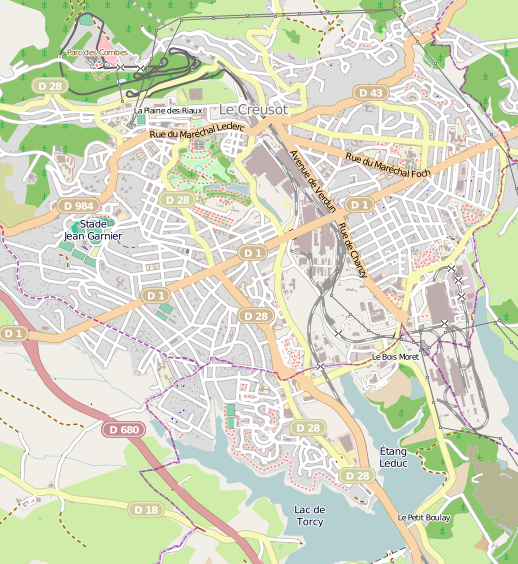 Parc des Combes
D 28
D 43
La Plaine des Riaux
Le Creusot
Rue du Maréchal Leclerc
Avenue de Verdun
Rue du Maréchal Foch
D 28
D 984
D 1
Stade
Jean Garnier
Rue de Chanzy
D 1
D 1
D 28
D 1
Le Bois Moret
D 680
D 28
Étang
Leduc
D 28
D 18
Lac de
Torcy
Le Petit Boulay